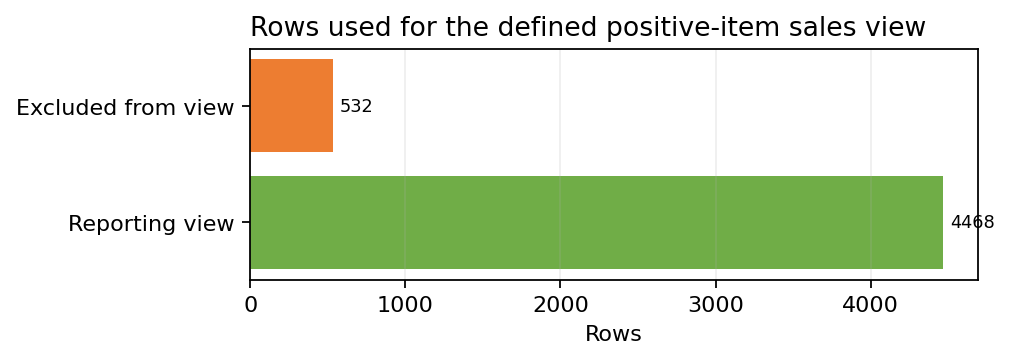 Rows used for the defined positive-item sales view
Excluded from view
532
Reporting view
4468
0 1000 2000 3000 4000
Rows